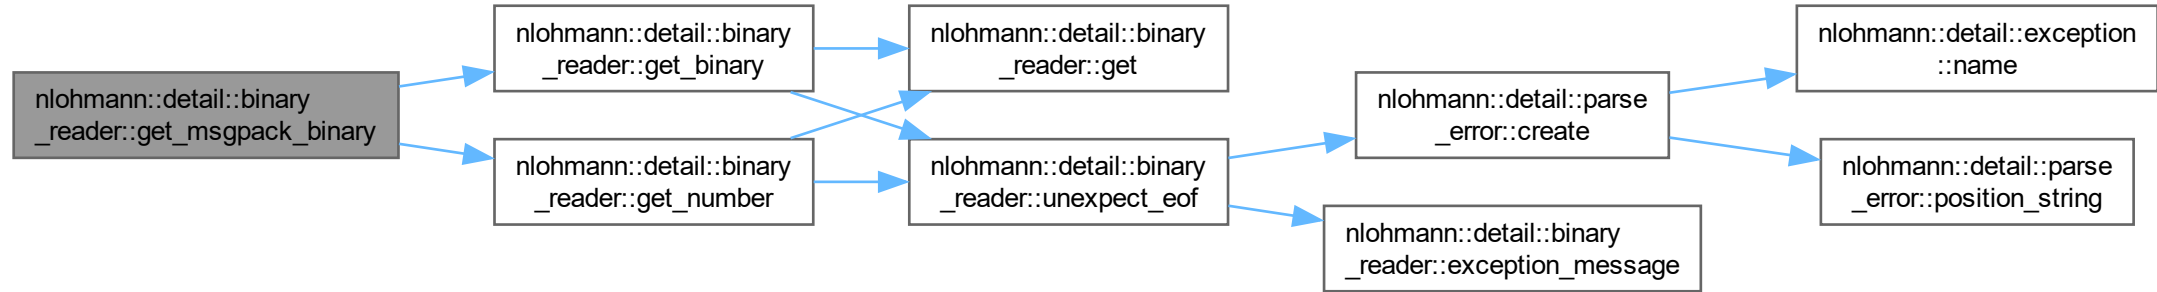 nlohmann::detail::binary
_reader::get_msgpack_binary
nlohmann::detail::binary
_reader::get_binary
nlohmann::detail::binary
_reader::get_number
nlohmann::detail::binary
_reader::get
nlohmann::detail::binary
_reader::unexpect_eof
nlohmann::detail::parse
_error::create
nlohmann::detail::binary
_reader::exception_message
nlohmann::detail::exception
::name
nlohmann::detail::parse
_error::position_string